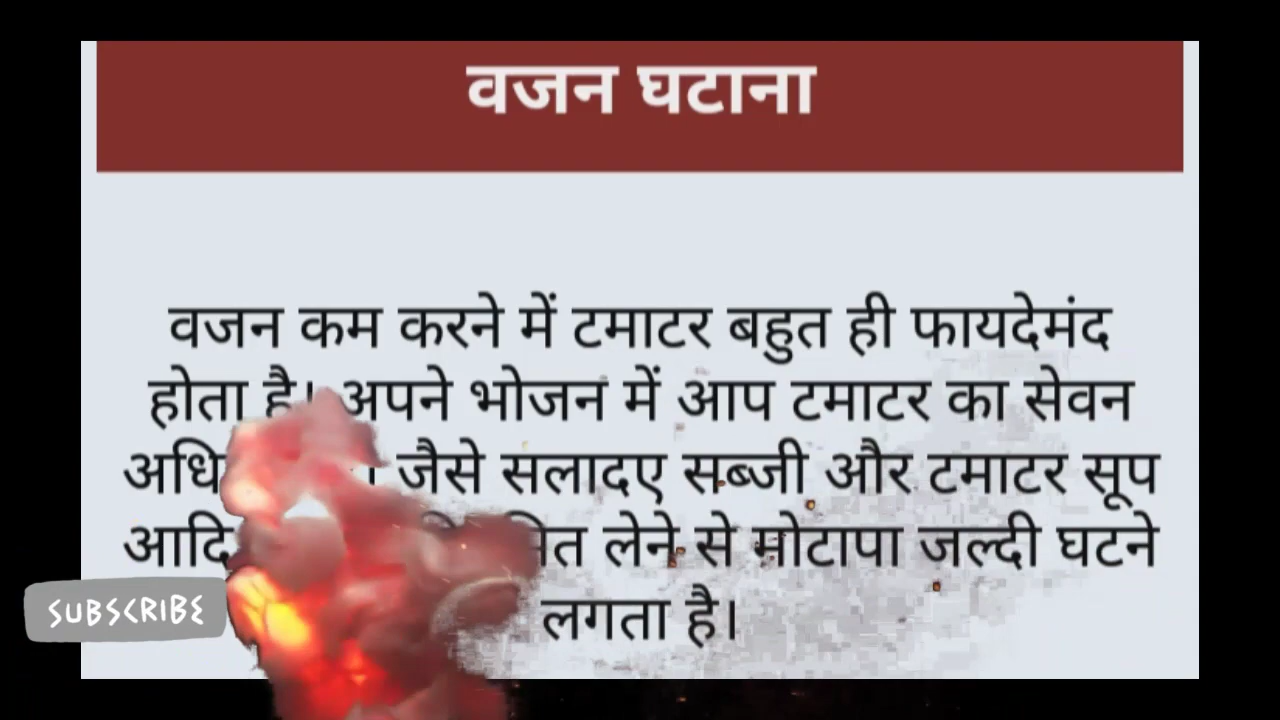 वजन घटाना
वजन कम करने में टमाटर बहुत ही फायदेमंद
होता है। अपने भोजन में आप टमाटर का सेवन
जैसे सलादए सब्जी और टमाटर सूप
आदि लेने से मोटापा जल्दी घटने
लगता है।
SUBSCRIBE